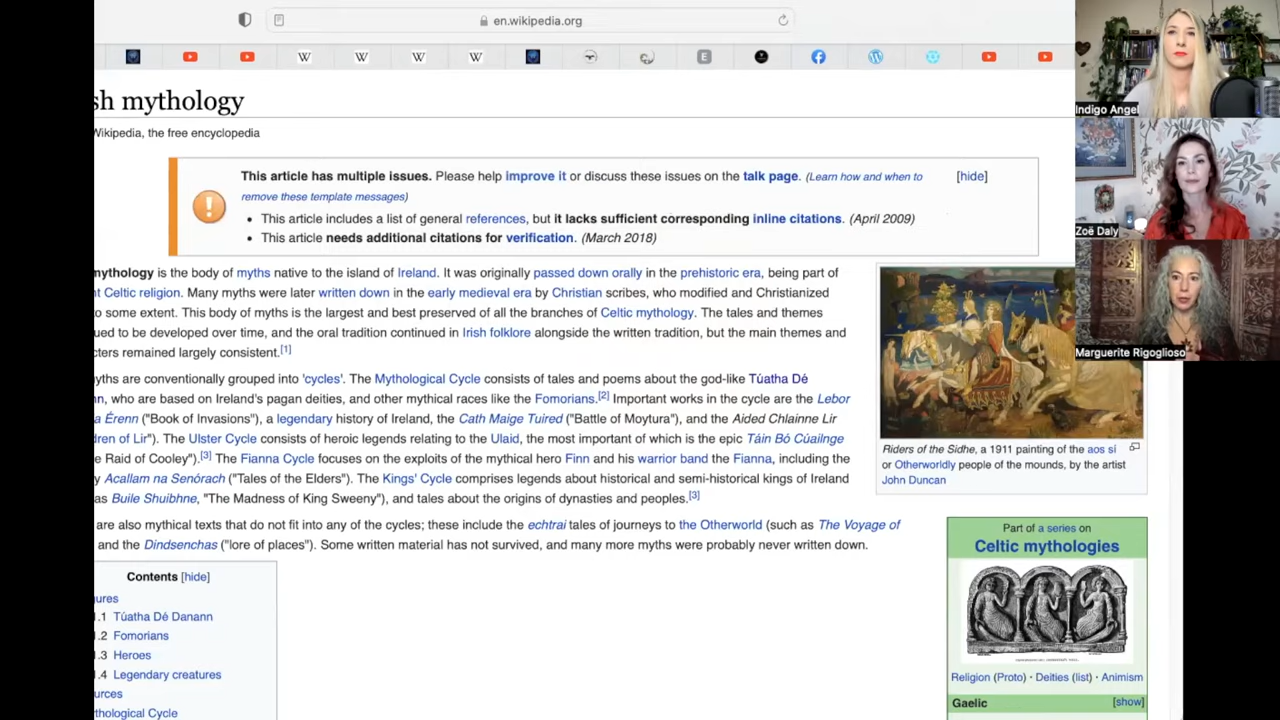 en.wikipedia.org
W W W W E
sh mythology
Wikipedia, the free encyclopedia
This article has multiple issues. Please help improve it or discuss these issues on the talk page. (Learn how and when to [hide]
remove these template messages)
• This article includes a list of general references, but it lacks sufficient corresponding inline citations. (April 2009)
• This article needs additional citations for verification. (March 2018)
mythology is the body of myths native to the island of Ireland. It was originally passed down orally in the prehistoric era, being part of
nt Celtic religion. Many myths were later written down in the early medieval era by Christian scribes, who modified and Christianized
to some extent. This body of myths is the largest and best preserved of all the branches of Celtic mythology. The tales and themes
ued to be developed over time, and the oral tradition continued in Irish folklore alongside the written tradition, but the main themes and
cters remained largely consistent.[1]
yths are conventionally grouped into 'cycles'. The Mythological Cycle consists of tales and poems about the god-like Túatha Dé
nn, who are based on Ireland's pagan deities, and other mythical races like the Fomorians.[2] Important works in the cycle are the Lebor
a Érenn ("Book of Invasions"), a legendary history of Ireland, the Cath Maige Tuired ("Battle of Moytura"), and the Aided Chlainne Lir
dren of Lir"). The Ulster Cycle consists of heroic legends relating to the Ulaid, the most important of which is the epic Táin Bó Cúailnge
e Raid of Cooley").[3] The Fianna Cycle focuses on the exploits of the mythical hero Finn and his warrior band the Fianna, including the
y Acallam na Senórach ("Tales of the Elders"). The Kings' Cycle comprises legends about historical and semi-historical kings of Ireland
as Buile Shuibhne, "The Madness of King Sweeny"), and tales about the origins of dynasties and peoples.[3]
are also mythical texts that do not fit into any of the cycles; these include the echtrai tales of journeys to the Otherworld (such as The Voyage of
and the Dindsenchas ("lore of places"). Some written material has not survived, and many more myths were probably never written down.
Contents [hide]
ures
1.1 Túatha Dé Danann
1.2 Fomorians
1.3 Heroes
1.4 Legendary creatures
urces
thological Cycle
Riders of the Sidhe, a 1911 painting of the aos sí
or Otherworldly people of the mounds, by the artist
John Duncan
Part of a series on
Celtic mythologies
Religion (Proto) · Deities (list) · Animism
Gaelic [show]
Indigo Angel
Zoë Daly
Marguerite Rigoglioso